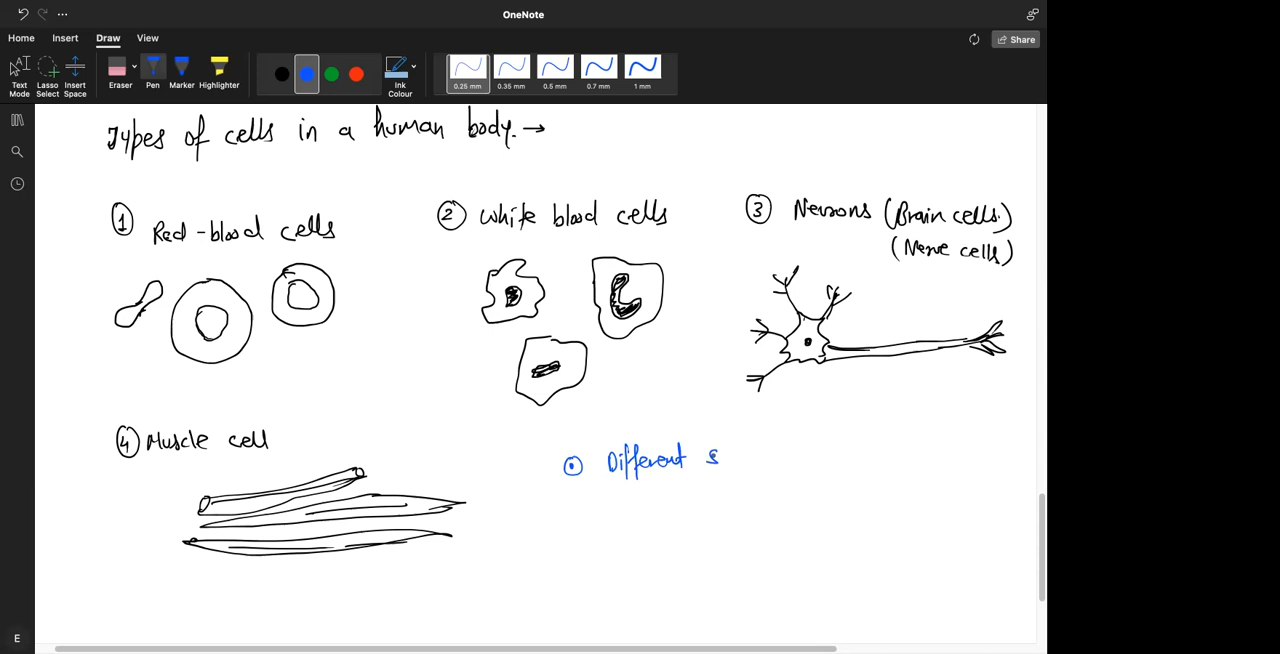 OneNote
Home Insert Draw View
Share
Text Mode
Lasso Select
Insert Space
Eraser
Pen
Marker
Highlighter
Ink Colour
0.25 mm
0.35 mm
0.5 mm
0.7 mm
1 mm
Types of cells in a human body. →
① Red-blood cells
② White blood cells
③ Neurons (Brain cells.)
(Nerve cells)
④ Muscle cell
Different s
E